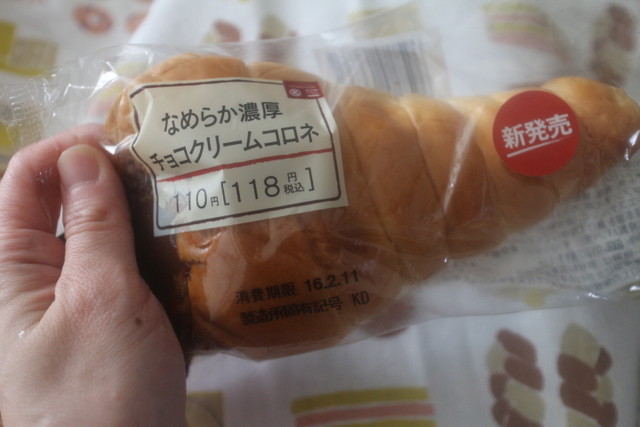 なめらか濃厚
チョコクリームコロネ
110円[118円税込]
新発売
消費期限 16.2.11
製造所固有記号 KD